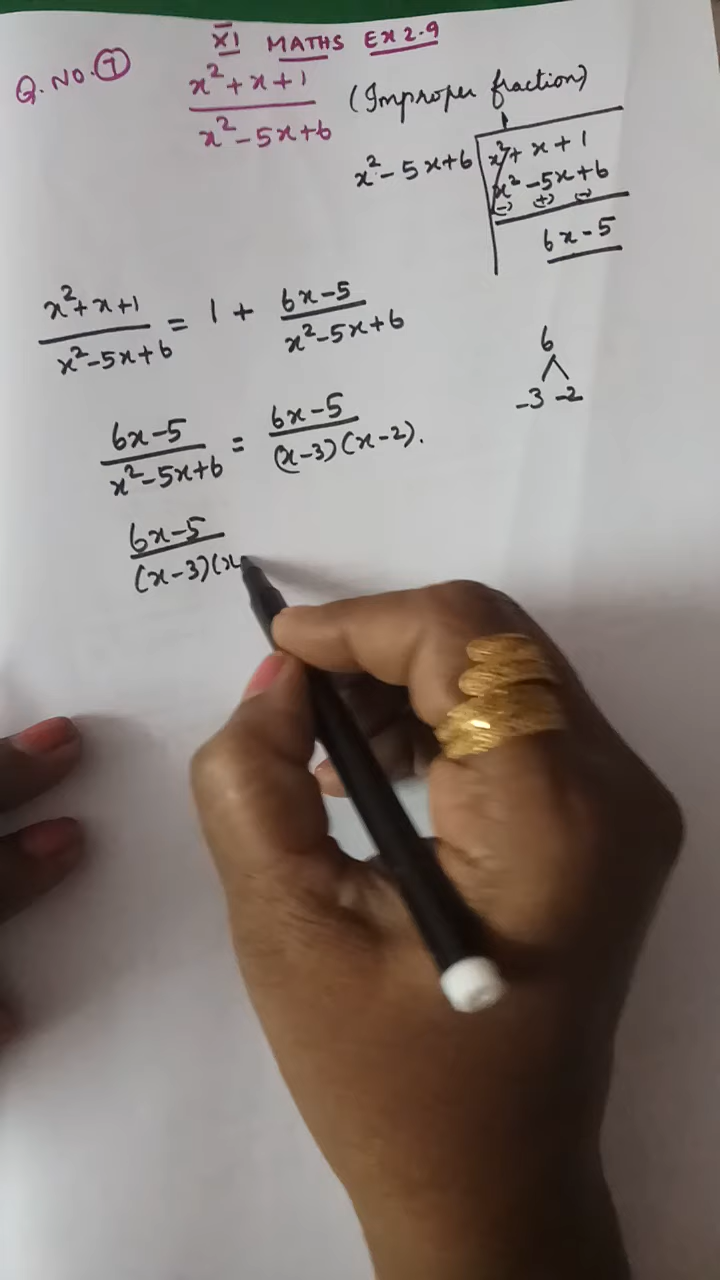 XI MATHS Ex 2.9
Q. NO. 7
x² + x + 1 / x² - 5x + 6 (Improper fraction)
1
x² - 5x + 6 | x² + x + 1
x² - 5x + 6
(-) (+) (-)
6x - 5
x² + x + 1 / x² - 5x + 6 = 1 + 6x - 5 / x² - 5x + 6
6
-3 -2
6x - 5 / x² - 5x + 6 = 6x - 5 / (x - 3)(x - 2).
6x - 5 / (x - 3)(x